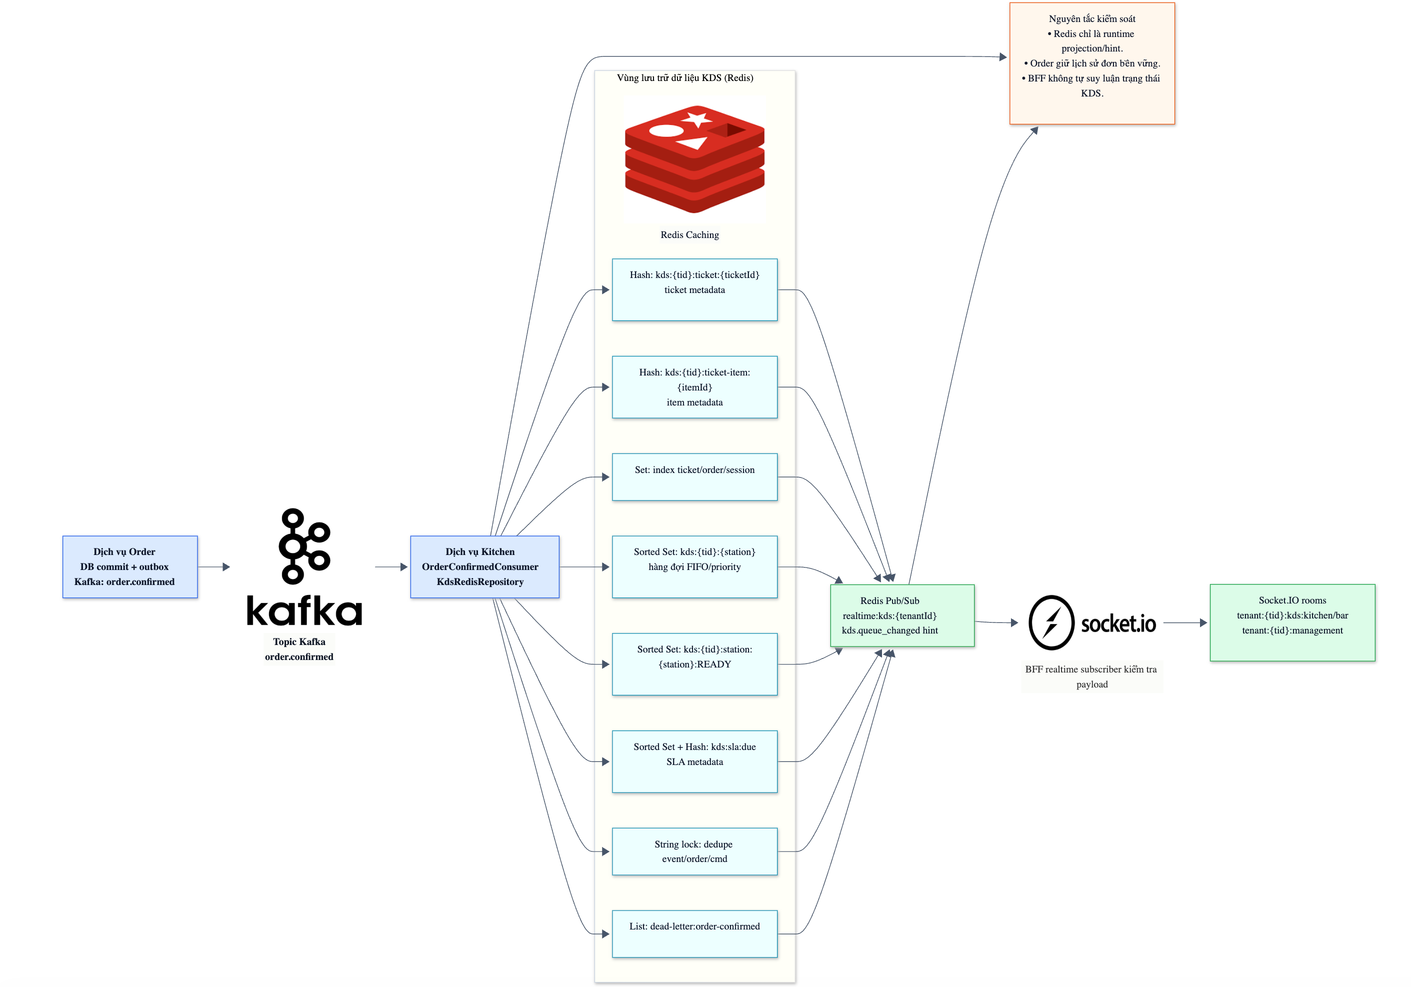 Nguyên tắc kiểm soát
• Redis chỉ là runtime
projection/hint.
• Order giữ lịch sử đơn bền vững.
• BFF không tự suy luận trạng thái
KDS.
Vùng lưu trữ dữ liệu KDS (Redis)
Redis Caching
Hash: kds:{tid}:ticket:{ticketId}
ticket metadata
Hash: kds:{tid}:ticket-item:
{itemId}
item metadata
Set: index ticket/order/session
Dịch vụ Order
DB commit + outbox
Kafka: order.confirmed
kafka
Topic Kafka
order.confirmed
Dịch vụ Kitchen
OrderConfirmedConsumer
KdsRedisRepository
Sorted Set: kds:{tid}:{station}
hàng đợi FIFO/priority
Sorted Set: kds:{tid}:station:
{station}:READY
Sorted Set + Hash: kds:sla:due
SLA metadata
String lock: dedupe
event/order/cmd
List: dead-letter:order-confirmed
Redis Pub/Sub
realtime:kds:{tenantId}
kds.queue_changed hint
socket.io
BFF realtime subscriber kiểm tra
payload
Socket.IO rooms
tenant:{tid}:kds:kitchen/bar
tenant:{tid}:management